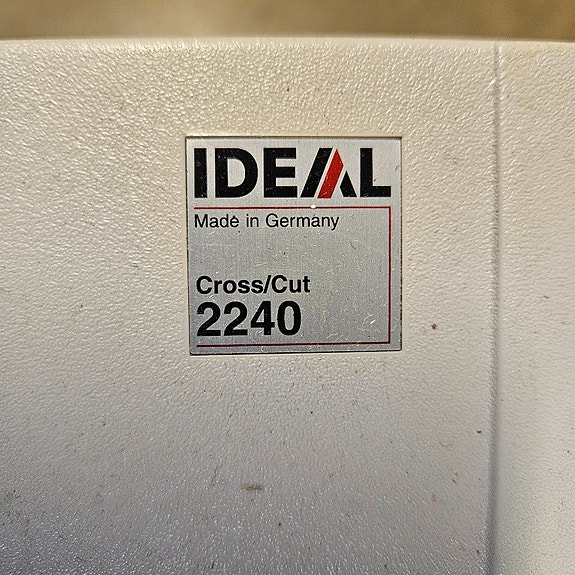 IDEAL
Made in Germany
Cross/Cut
2240